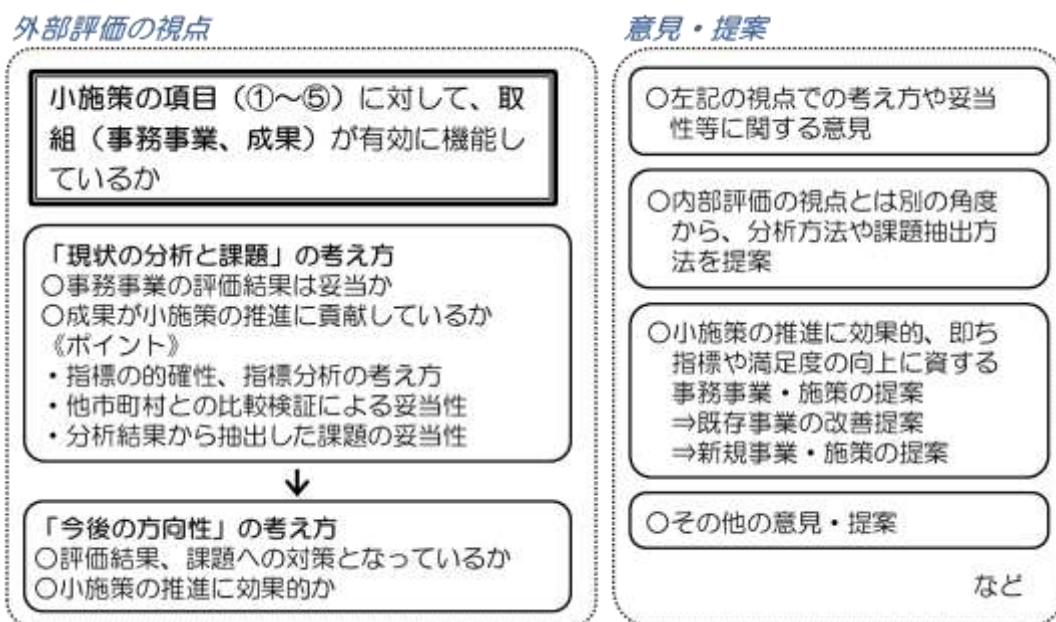 外部評価の視点
小施策の項目（①～⑤）に対して、取
組（事務事業、成果）が有効に機能し
ているか
「現状の分析と課題」の考え方
○事務事業の評価結果は妥当か
○成果が小施策の推進に貢献しているか
《ポイント》
・指標の的確性、指標分析の考え方
・他市町村との比較検証による妥当性
・分析結果から抽出した課題の妥当性
↓
「今後の方向性」の考え方
○評価結果、課題への対策となっているか
○小施策の推進に効果的か
意見・提案
○左記の視点での考え方や妥当
性等に関する意見
○内部評価の視点とは別の角度
から、分析方法や課題抽出方
法を提案
○小施策の推進に効果的、即ち
指標や満足度の向上に資する
事務事業・施策の提案
⇒既存事業の改善提案
⇒新規事業・施策の提案
○その他の意見・提案
など